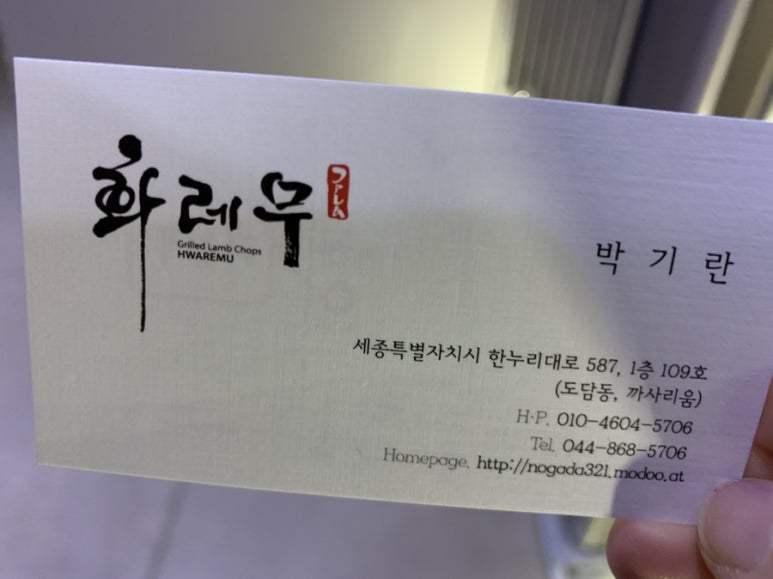 화레무
Grilled Lamb Chops
HWAREMU
박 기 란
세종특별자치시 한누리대로 587, 1층 109호
(도담동, 까사리움)
H·P. 010-4604-5706
Tel. 044-868-5706
Homepage. http://nogada321.modoo.at